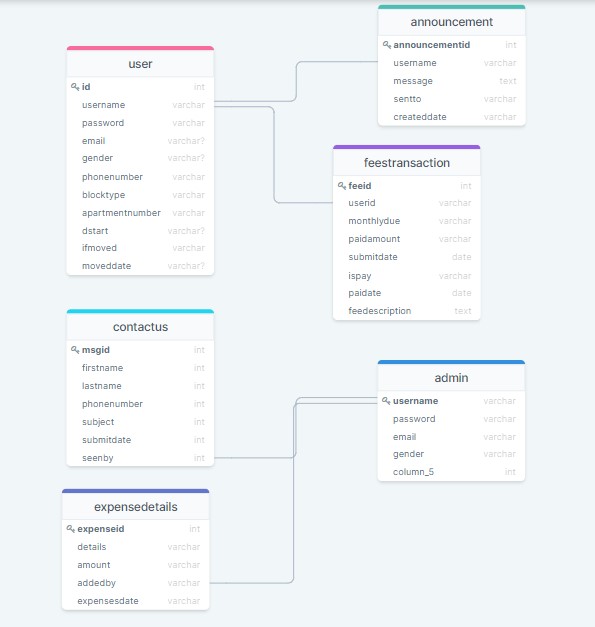 announcement
announcementid int
username varchar
message text
sentto varchar
createddate varchar
user
id int
username varchar
password varchar
email varchar?
gender varchar?
phonenumber varchar
blocktype varchar
apartmentnumber varchar
dstart varchar?
ifmoved varchar
moveddate varchar?
feestransaction
feeid int
userid varchar
monthlydue varchar
paidamount varchar
submitdate date
ispay varchar
paidate date
feedescription text
contactus
msgid int
firstname int
lastname int
phonenumber int
subject int
submitdate int
seenby int
admin
username varchar
password varchar
email varchar
gender varchar
column_5 int
expensedetails
expenseid int
details varchar
amount varchar
addedby varchar
expensesdate varchar